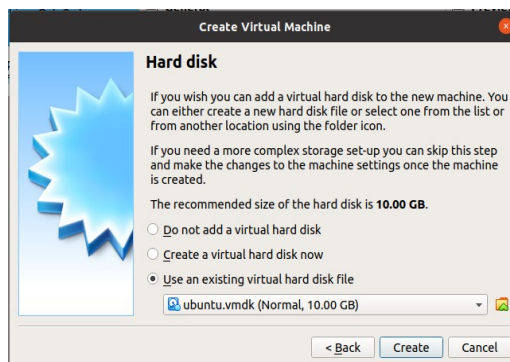 Create Virtual Machine
Hard disk
If you wish you can add a virtual hard disk to the new machine. You
can either create a new hard disk file or select one from the list or
from another location using the folder icon.
If you need a more complex storage set-up you can skip this step
and make the changes to the machine settings once the machine
is created.
The recommended size of the hard disk is 10.00 GB.
Do not add a virtual hard disk
Create a virtual hard disk now
Use an existing virtual hard disk file
ubuntu.vmdk (Normal, 10.00 GB)
< Back Create Cancel